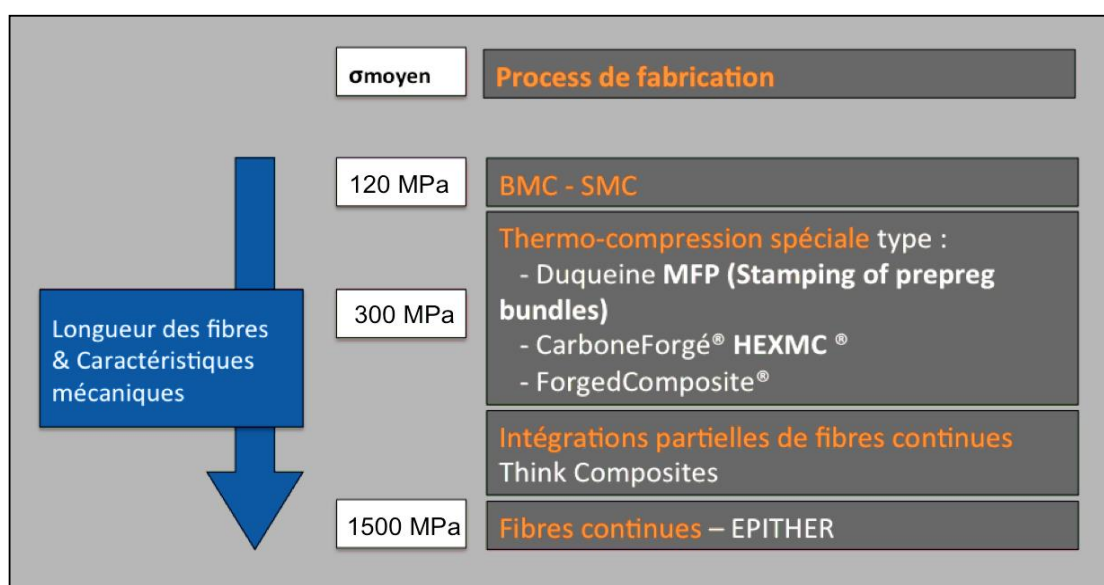 σmoyen
Process de fabrication
120 MPa
BMC - SMC
Thermo-compression spéciale type :
- Duqueine MFP (Stamping of prepreg
bundles)
300 MPa
- CarboneForgé® HEXMC ®
- ForgedComposite®
Longueur des fibres
& Caractéristiques
mécaniques
Intégrations partielles de fibres continues
Think Composites
1500 MPa
Fibres continues – EPITHER